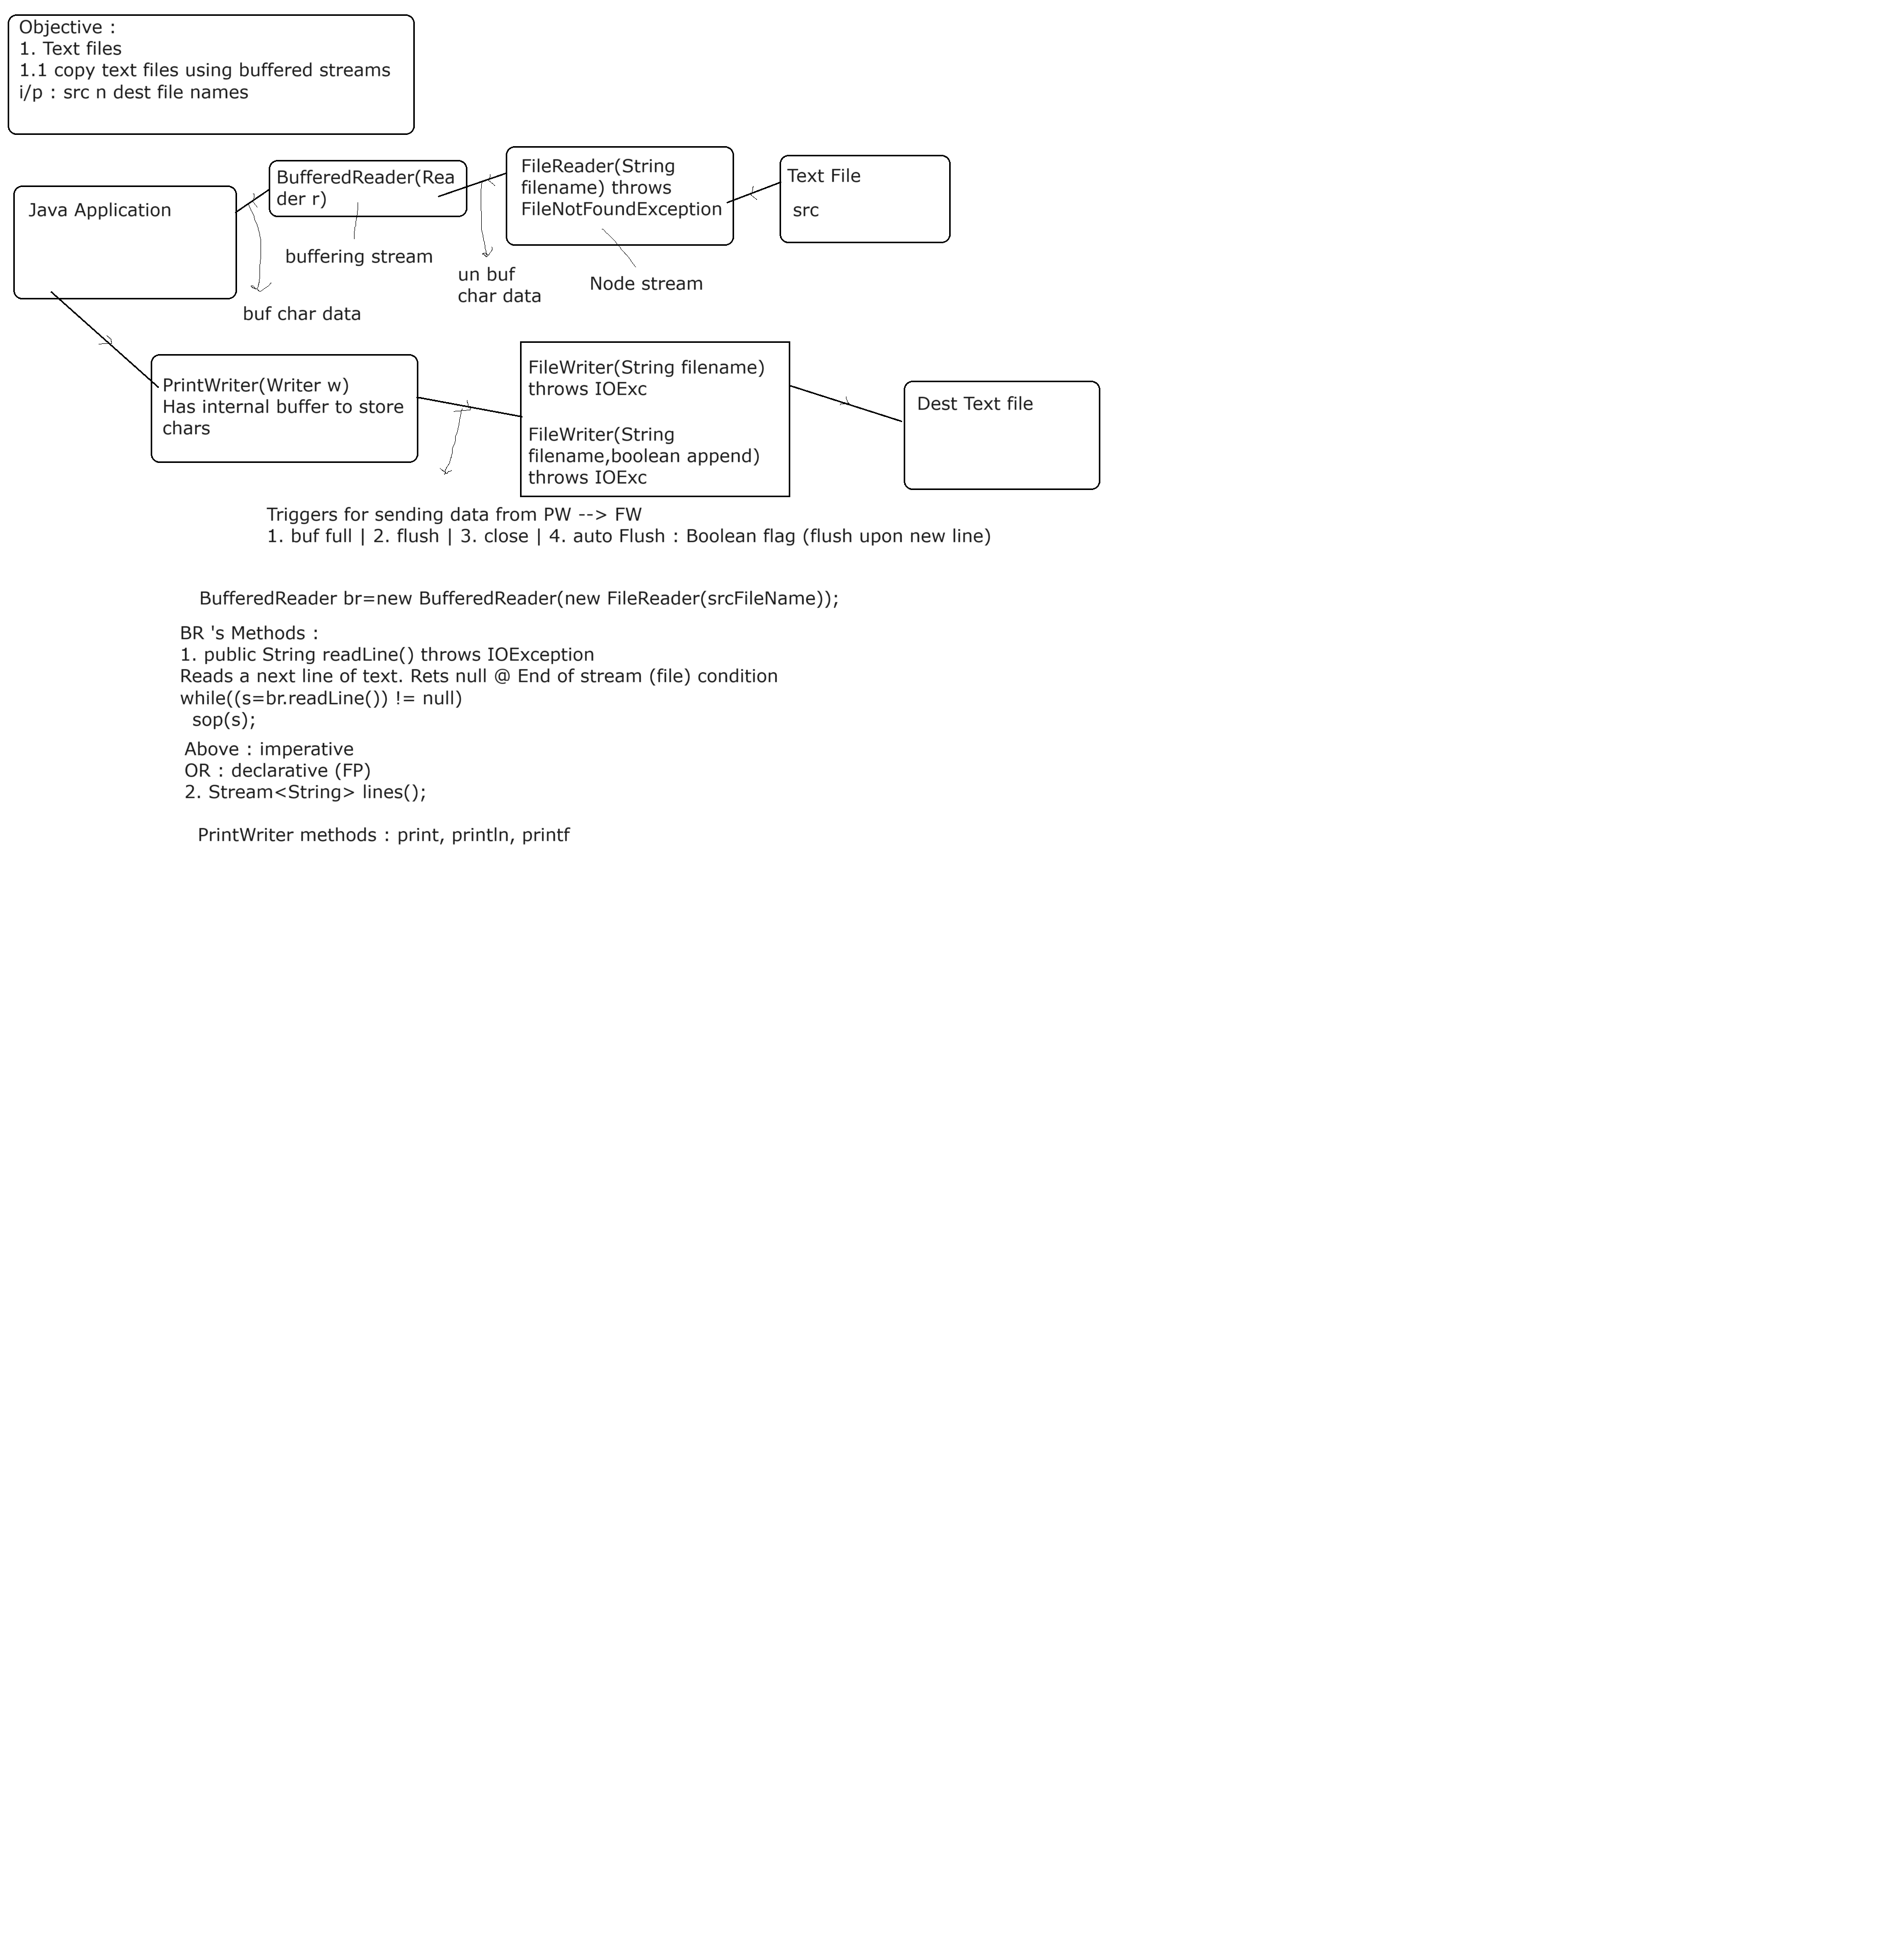 Objective :
1. Text files
1.1 copy text files using buffered streams
i/p : src n dest file names
Java Application
BufferedReader(Rea
der r)
FileReader(String
filename) throws
FileNotFoundException
Text File
src
buffering stream
un buf
char data
Node stream
buf char data
PrintWriter(Writer w)
Has internal buffer to store
chars
FileWriter(String filename)
throws IOExc
FileWriter(String
filename,boolean append)
throws IOExc
Dest Text file
Triggers for sending data from PW --> FW
1. buf full | 2. flush | 3. close | 4. auto Flush : Boolean flag (flush upon new line)
BufferedReader br=new BufferedReader(new FileReader(srcFileName));
BR 's Methods :
1. public String readLine() throws IOException
Reads a next line of text. Rets null @ End of stream (file) condition
while((s=br.readLine()) != null)
sop(s);
Above : imperative
OR : declarative (FP)
2. Stream<String> lines();
PrintWriter methods : print, println, printf